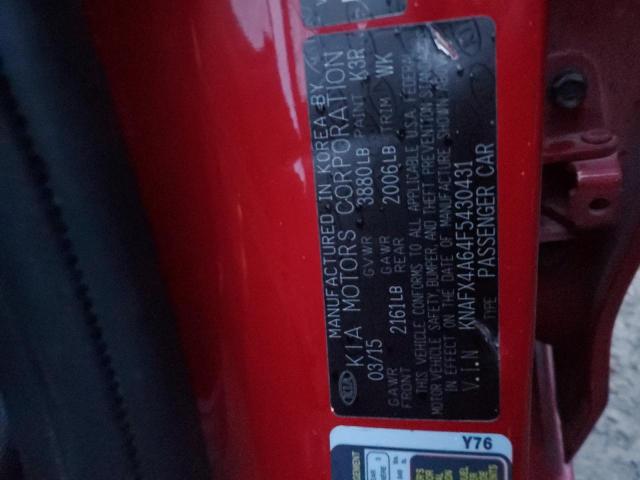 KIA
MANUFACTURED IN KOREA BY
KIA MOTORS CORPORATION
03/15 GVWR 3880LB PAINT K3R
GAWR FRONT 2161LB GAWR REAR 2006LB TRIM WK
THIS VEHICLE CONFORMS TO ALL APPLICABLE U.S.A FEDERAL
MOTOR VEHICLE SAFETY BUMPER AND THEFT PREVENTION STANDARDS
IN EFFECT ON THE DATE OF MANUFACTURE SHOWN ABOVE
V.I.N KNAFX4A64F5430431
TYPE PASSENGER CAR
Y76